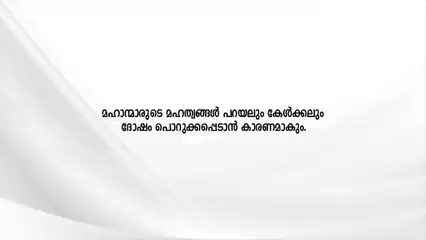 മഹാന്മാരുടെ മഹത്വങ്ങൾ പറയലും കേൾക്കലും
ദോഷം പൊറുക്കപ്പെടാൻ കാരണമാകും.